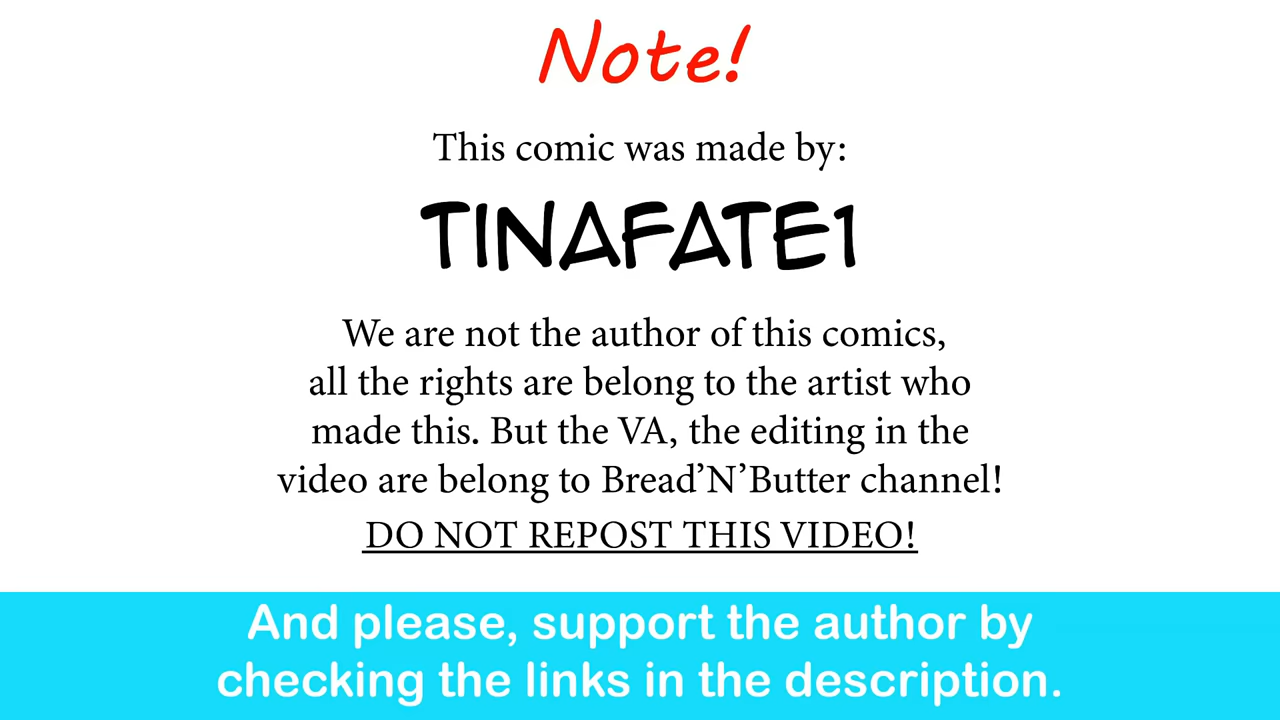 Note!
This comic was made by:
TINAFATE1
We are not the author of this comics,
all the rights are belong to the artist who
made this. But the VA, the editing in the
video are belong to Bread’N’Butter channel!
DO NOT REPOST THIS VIDEO!
And please, support the author by
checking the links in the description.